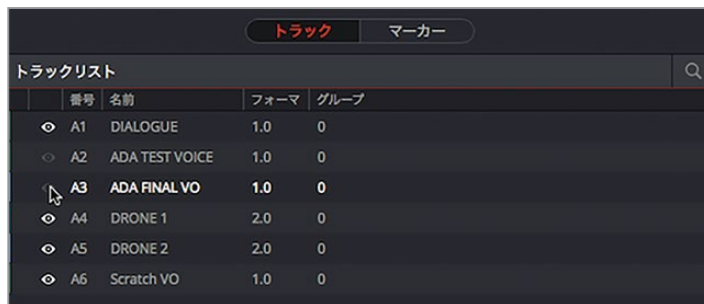 トラック マーカー
トラックリスト
番号 名前 フォーマ グループ
A1 DIALOGUE 1.0 0
A2 ADA TEST VOICE 1.0 0
A3 ADA FINAL VO 1.0 0
A4 DRONE 1 2.0 0
A5 DRONE 2 2.0 0
A6 Scratch VO 1.0 0